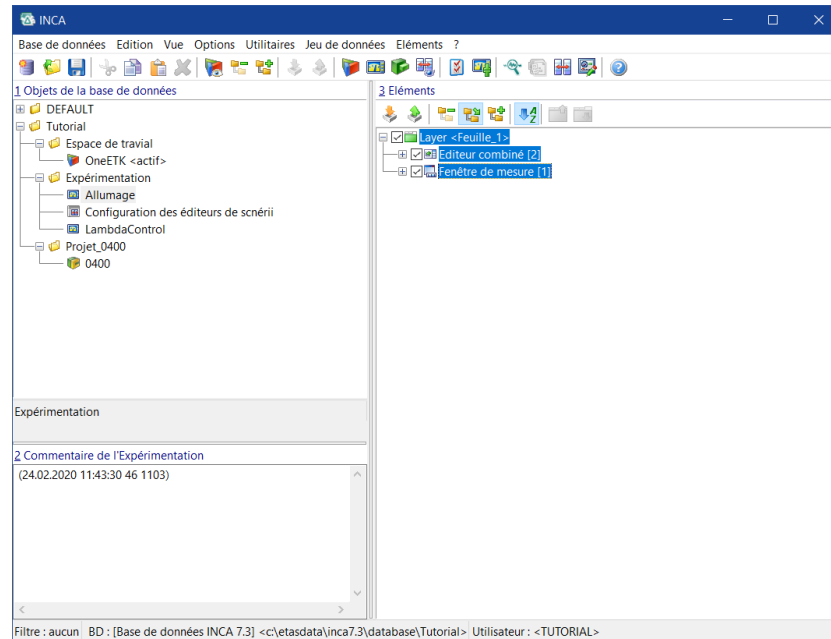 INCA
Base de données Edition Vue Options Utilitaires Jeu de données Eléments ?
1 Objets de la base de données
DEFAULT
Tutorial
Espace de travial
OneETK <actif>
Expérimentation
Allumage
Configuration des éditeurs de scnérii
LambdaControl
Projet_0400
0400
Expérimentation
2 Commentaire de l'Expérimentation
(24.02.2020 11:43:30 46 1103)
3 Eléments
Layer <Feuille_1>
Editeur combiné [2]
Fenêtre de mesure [1]
Filtre : aucun BD : [Base de données INCA 7.3] <c:\etasdata\inca7.3\database\Tutorial> Utilisateur : <TUTORIAL>